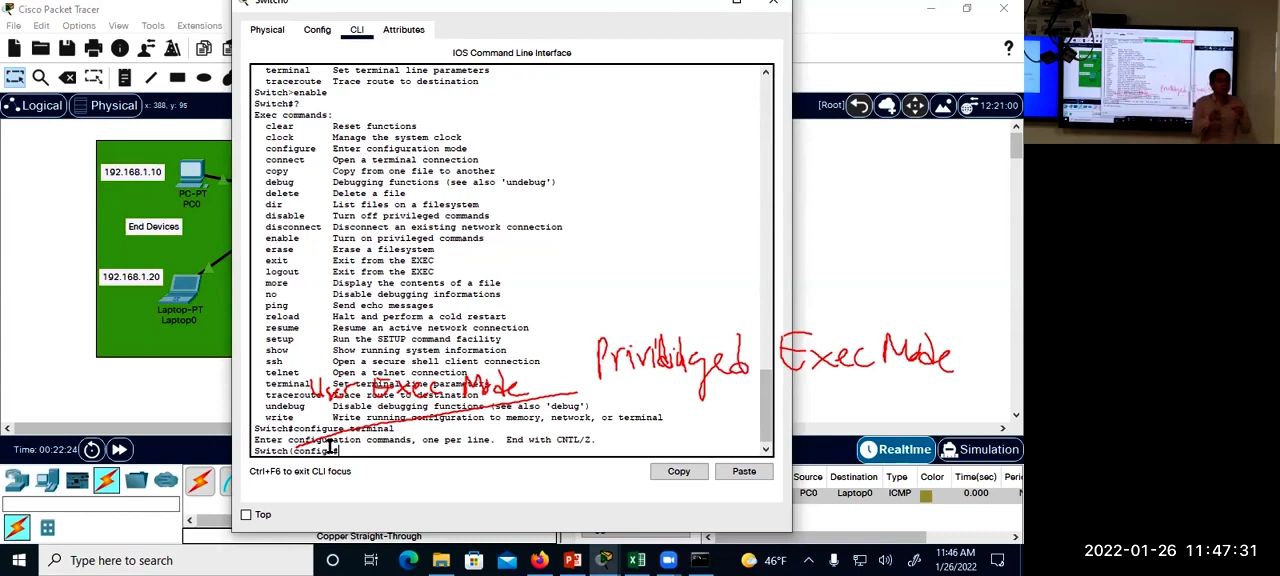 Cisco Packet Tracer
File Edit Options View Tools Extensions
Logical Physical x: 388, y: 95
[Root] 12:21:00
192.168.1.10
PC-PT
PC0
End Devices
192.168.1.20
Laptop-PT
Laptop0
Switch0
Physical Config CLI Attributes
IOS Command Line Interface
terminal Set terminal line parameters
traceroute Trace route to destination
Switch>enable
Switch#?
Exec commands:
clear Reset functions
clock Manage the system clock
configure Enter configuration mode
connect Open a terminal connection
copy Copy from one file to another
debug Debugging functions (see also 'undebug')
delete Delete a file
dir List files on a filesystem
disable Turn off privileged commands
disconnect Disconnect an existing network connection
enable Turn on privileged commands
erase Erase a filesystem
exit Exit from the EXEC
logout Exit from the EXEC
more Display the contents of a file
no Disable debugging informations
ping Send echo messages
reload Halt and perform a cold restart
resume Resume an active network connection
setup Run the SETUP command facility
show Show running system information
ssh Open a secure shell client connection
telnet Open a telnet connection
terminal Set terminal line parameters
traceroute Trace route to destination
undebug Disable debugging functions (see also 'debug')
write Write running configuration to memory, network, or terminal
Switch#configure terminal
Enter configuration commands, one per line. End with CNTL/Z.
Switch(config)#
User Exec Mode
Exec Mode
Ctrl+F6 to exit CLI focus
Copy Paste
Top
Time: 00:22:24
Realtime Simulation
Source Destination Type Color Time(sec)
PC0 Laptop0 ICMP 0.000
Copper Straight-Through
Type here to search
46°F
11:46 AM
1/26/2022
2022-01-26 11:47:31